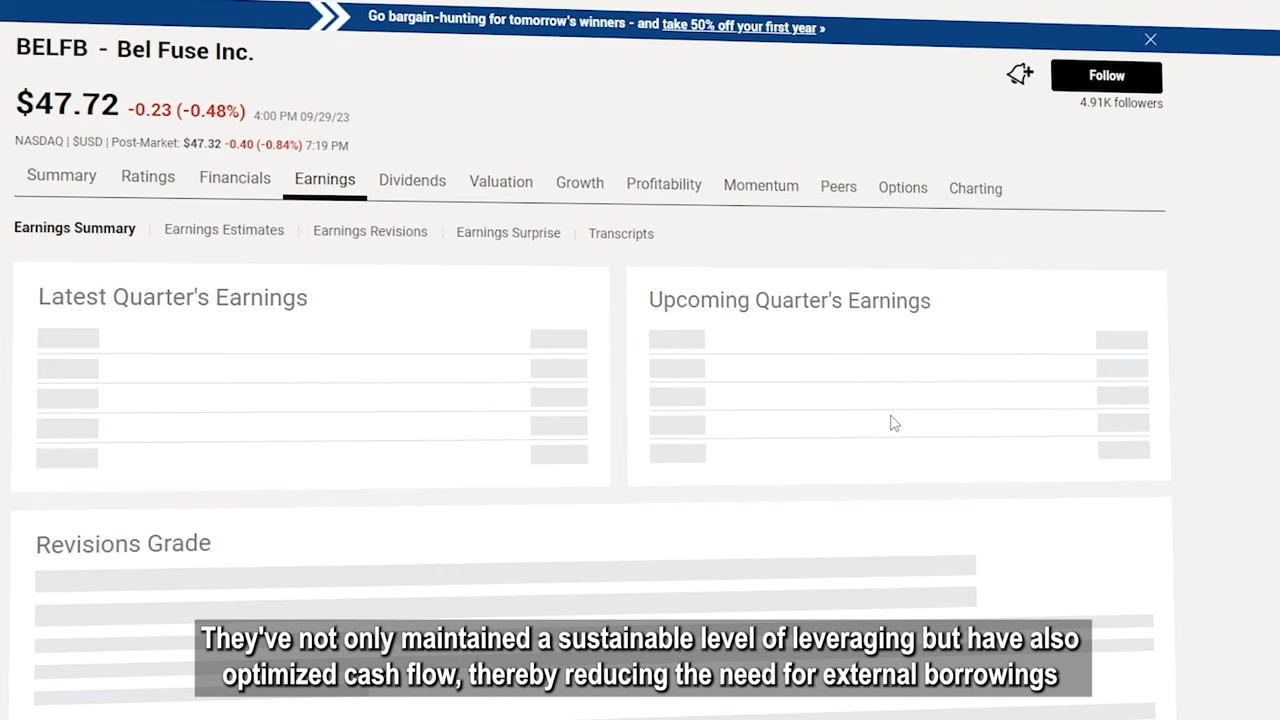 Go bargain-hunting for tomorrow's winners - and take 50% off your first year »
BELFB - Bel Fuse Inc.
Follow
$47.72 -0.23 (-0.48%) 4:00 PM 09/29/23
4.91K followers
NASDAQ | $USD | Post-Market: $47.32 -0.40 (-0.84%) 7:19 PM
Summary Ratings Financials Earnings Dividends Valuation Growth Profitability Momentum Peers Options Charting
Earnings Summary | Earnings Estimates | Earnings Revisions | Earnings Surprise | Transcripts
Latest Quarter's Earnings
Upcoming Quarter's Earnings
Revisions Grade
They've not only maintained a sustainable level of leveraging but have also
optimized cash flow, thereby reducing the need for external borrowings